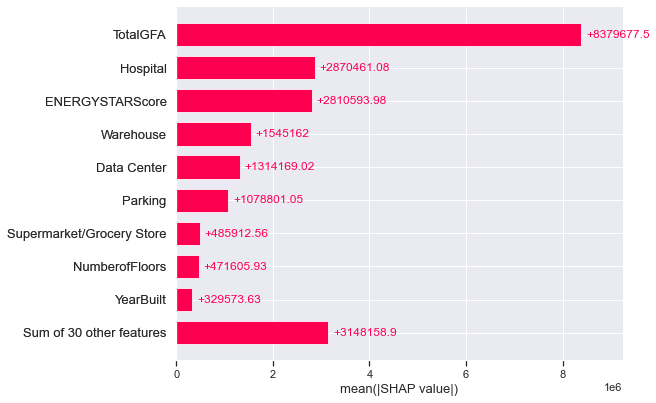 TotalGFA +8379677.5
Hospital +2870461.08
ENERGYSTARScore +2810593.98
Warehouse +1545162
Data Center +1314169.02
Parking +1078801.05
Supermarket/Grocery Store +485912.56
NumberofFloors +471605.93
YearBuilt +329573.63
Sum of 30 other features +3148158.9
0 2 4 6 8
mean(|SHAP value|) 1e6